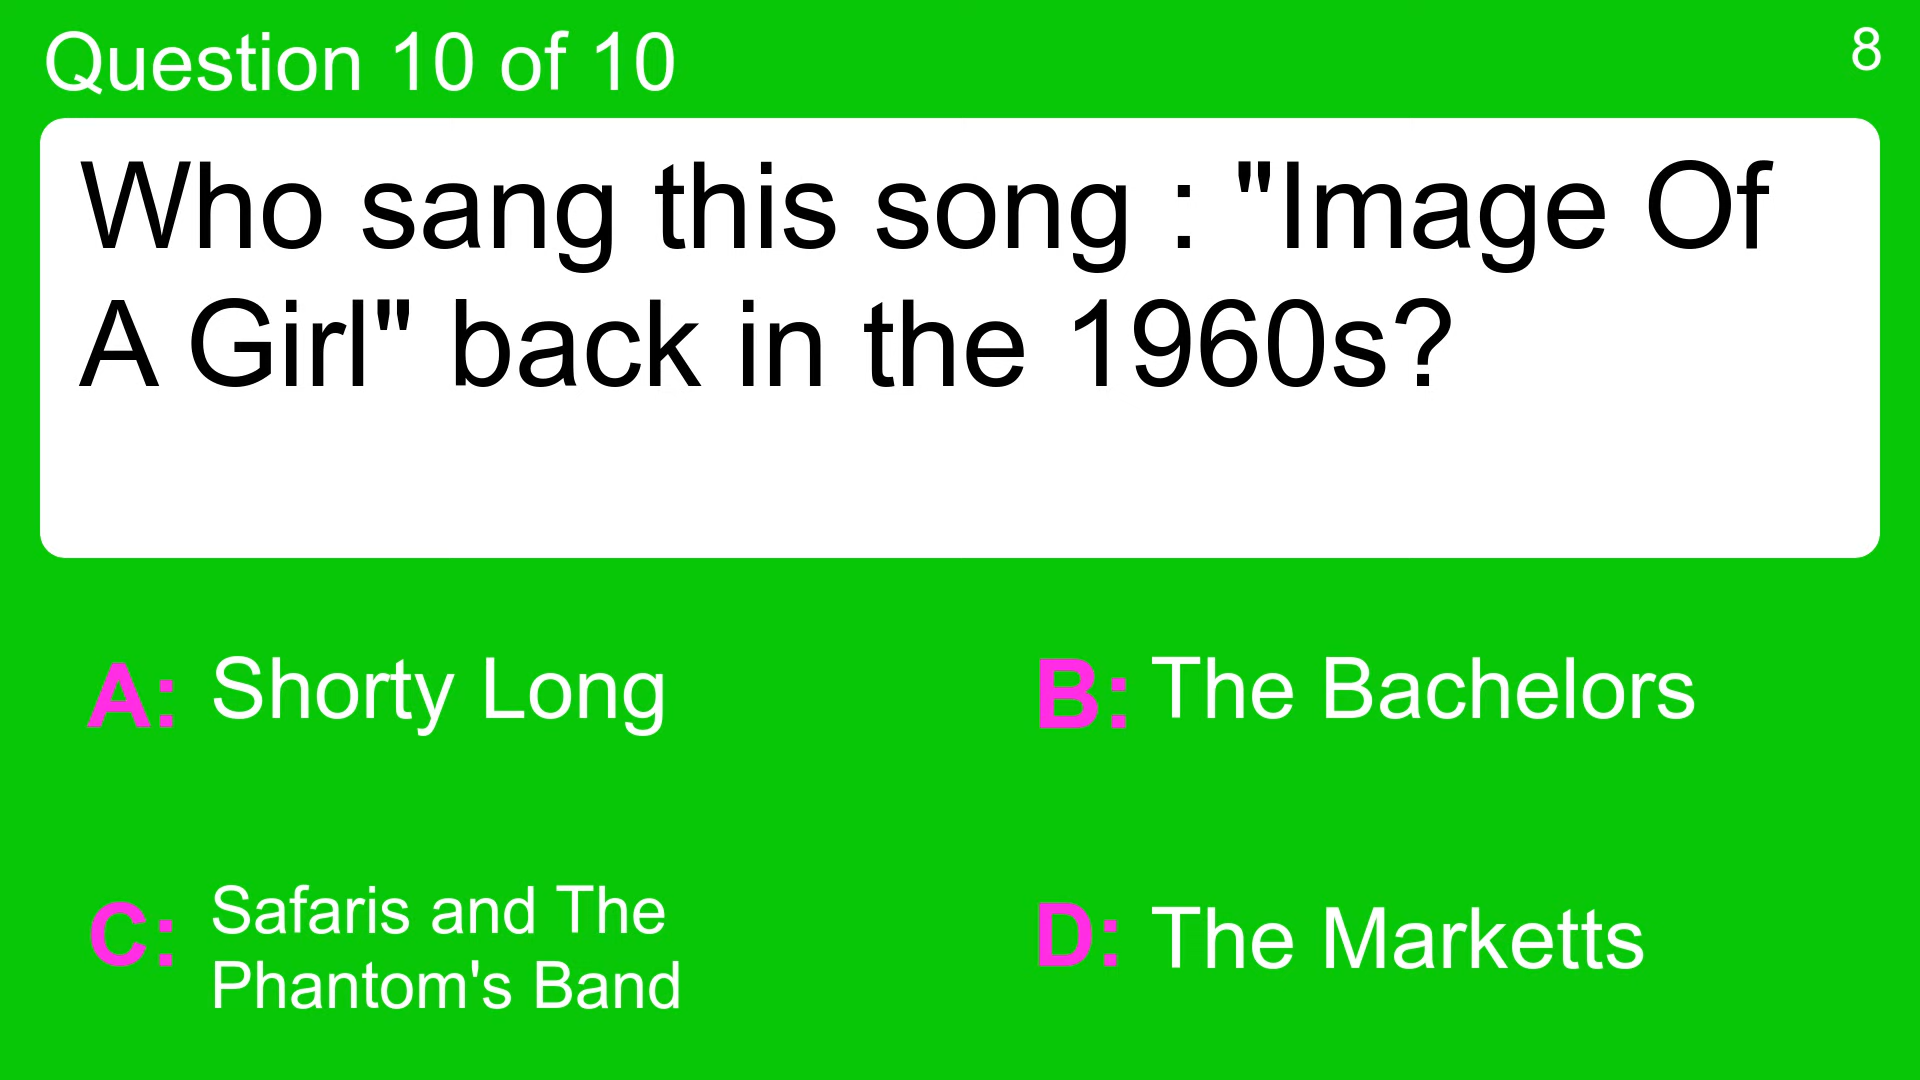 Question 10 of 10
8
Who sang this song : "Image Of
A Girl" back in the 1960s?
A: Shorty Long
B: The Bachelors
C: Safaris and The
Phantom's Band
D: The Marketts